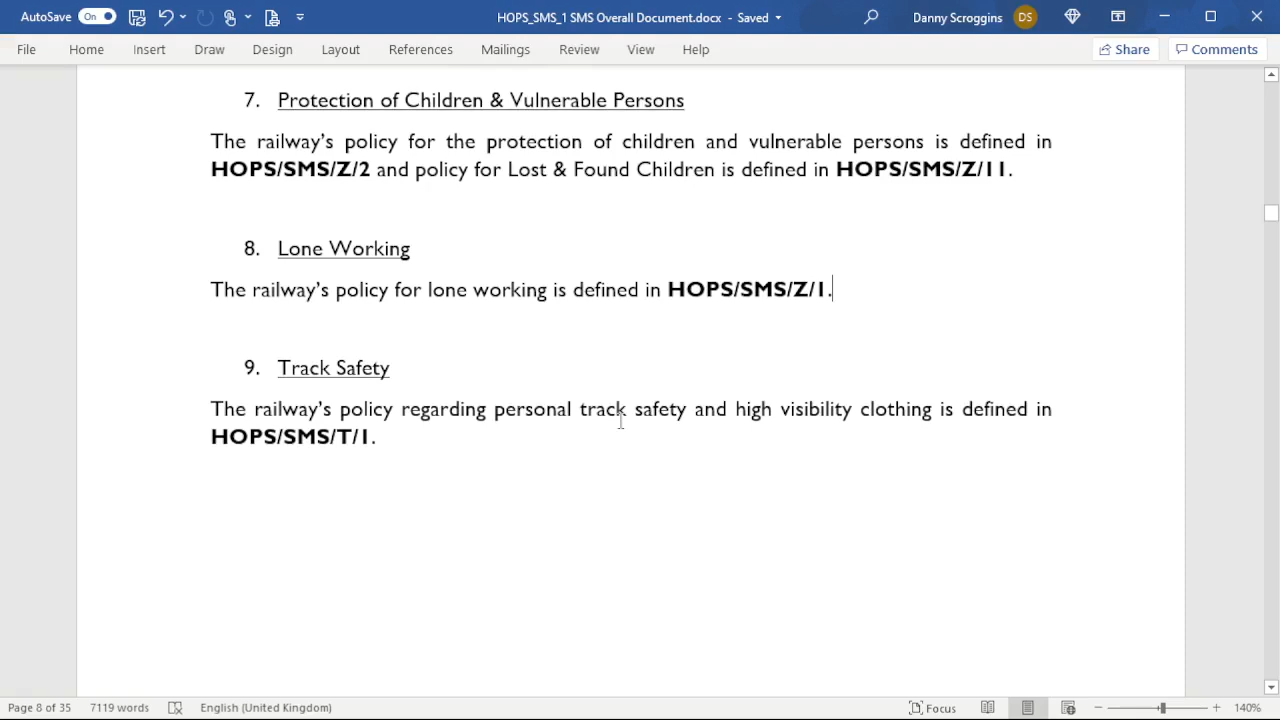 AutoSave On HOPS_SMS_1 SMS Overall Document.docx - Saved Danny Scroggins DS
File Home Insert Draw Design Layout References Mailings Review View Help Share Comments
7. Protection of Children & Vulnerable Persons
The railway's policy for the protection of children and vulnerable persons is defined in
HOPS/SMS/Z/2 and policy for Lost & Found Children is defined in HOPS/SMS/Z/11.
8. Lone Working
The railway's policy for lone working is defined in HOPS/SMS/Z/1.
9. Track Safety
The railway's policy regarding personal track safety and high visibility clothing is defined in
HOPS/SMS/T/1.
Page 8 of 35 7119 words English (United Kingdom) Focus 140%